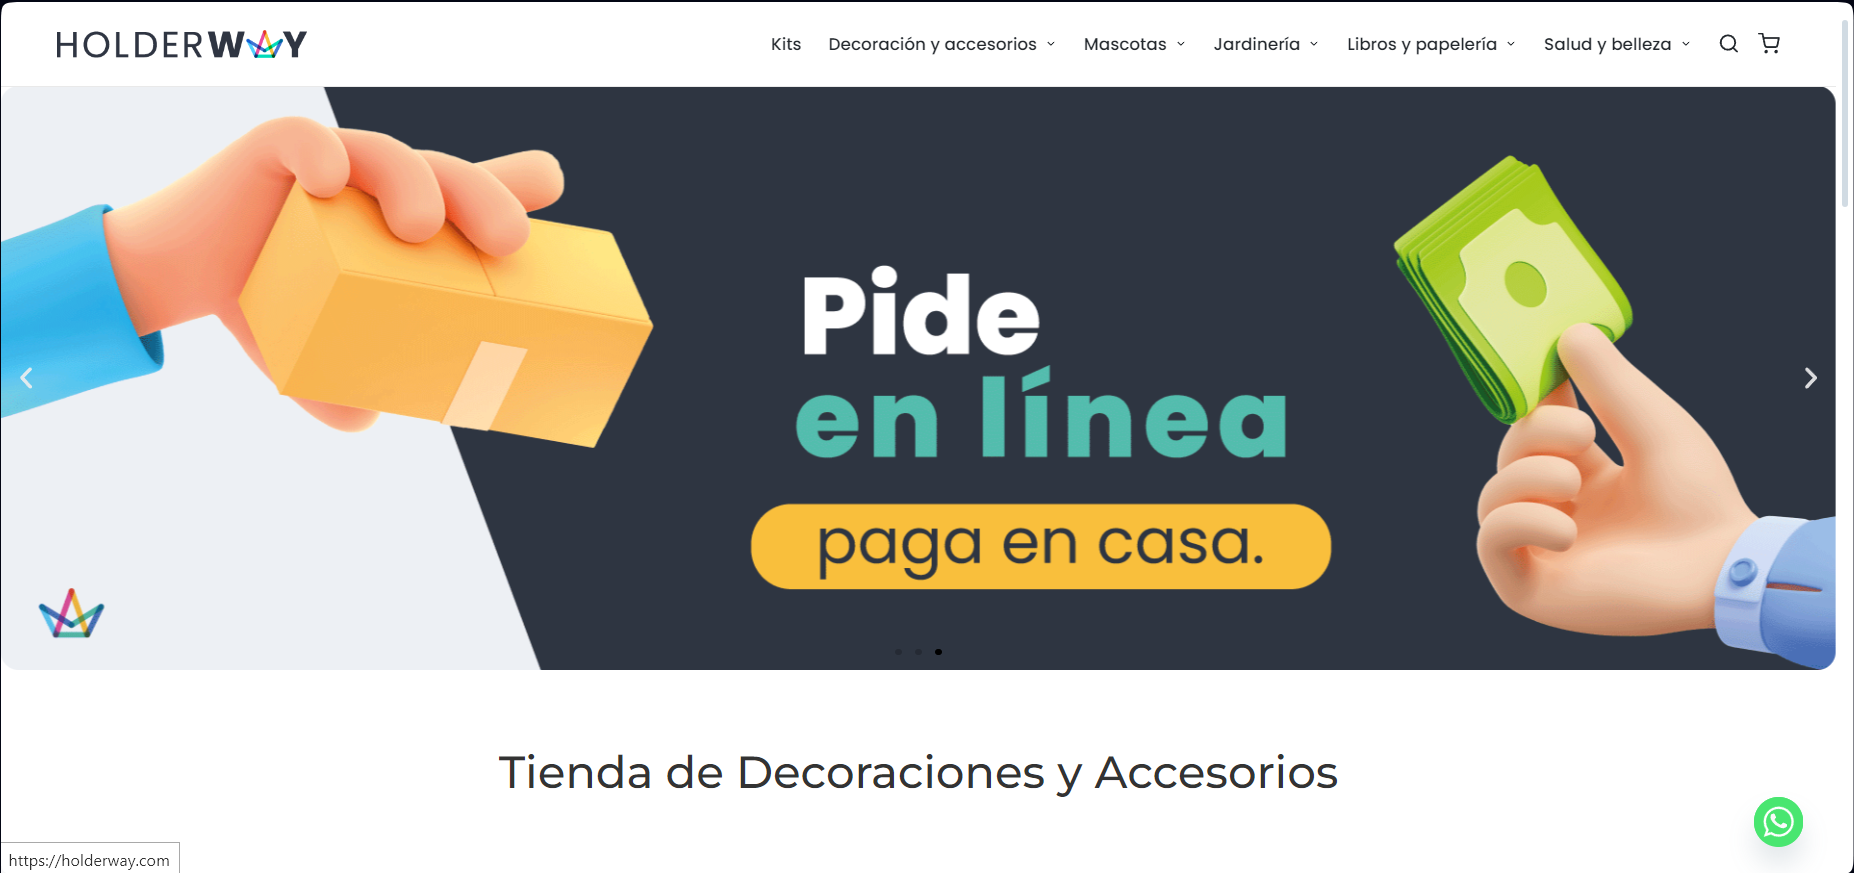 HOLDERWAY
Kits Decoración y accesorios Mascotas Jardinería Libros y papelería Salud y belleza
Pide
en línea
paga en casa.
Tienda de Decoraciones y Accesorios
https://holderway.com